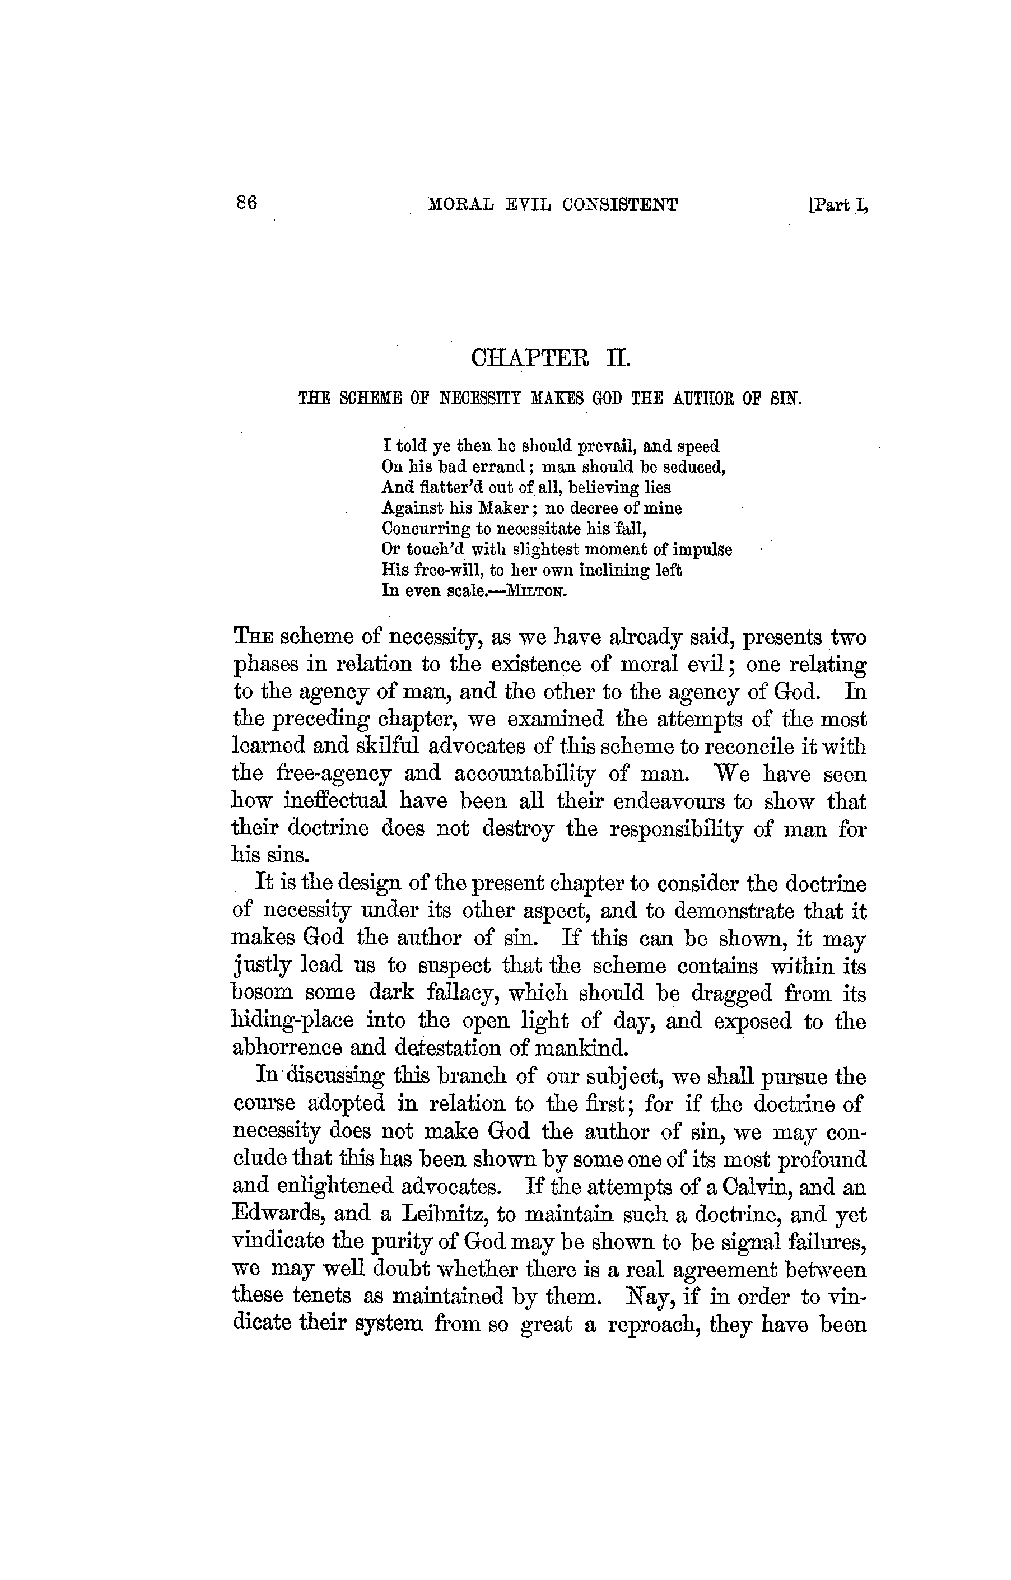 86 MORAL EVIL CONSISTENT [Part I,
CHAPTER II.
THE SCHEME OF NECESSITY MAKES GOD THE AUTHOR OF SIN.
I told ye then he should prevail, and speed
On his bad errand; man should be seduced,
And flatter'd out of all, believing lies
Against his Maker; no decree of mine
Concurring to necessitate his fall,
Or touch'd with slightest moment of impulse
His free-will, to her own inclining left
In even scale.—MILTON.
THE scheme of necessity, as we have already said, presents two
phases in relation to the existence of moral evil; one relating
to the agency of man, and the other to the agency of God. In
the preceding chapter, we examined the attempts of the most
learned and skilful advocates of this scheme to reconcile it with
the free-agency and accountability of man. We have seen
how ineffectual have been all their endeavours to show that
their doctrine does not destroy the responsibility of man for
his sins.
It is the design of the present chapter to consider the doctrine
of necessity under its other aspect, and to demonstrate that it
makes God the author of sin. If this can be shown, it may
justly lead us to suspect that the scheme contains within its
bosom some dark fallacy, which should be dragged from its
hiding-place into the open light of day, and exposed to the
abhorrence and detestation of mankind.
In discussing this branch of our subject, we shall pursue the
course adopted in relation to the first; for if the doctrine of
necessity does not make God the author of sin, we may con-
clude that this has been shown by some one of its most profound
and enlightened advocates. If the attempts of a Calvin, and an
Edwards, and a Leibnitz, to maintain such a doctrine, and yet
vindicate the purity of God may be shown to be signal failures,
we may well doubt whether there is a real agreement between
these tenets as maintained by them. Nay, if in order to vin-
dicate their system from so great a reproach, they have been